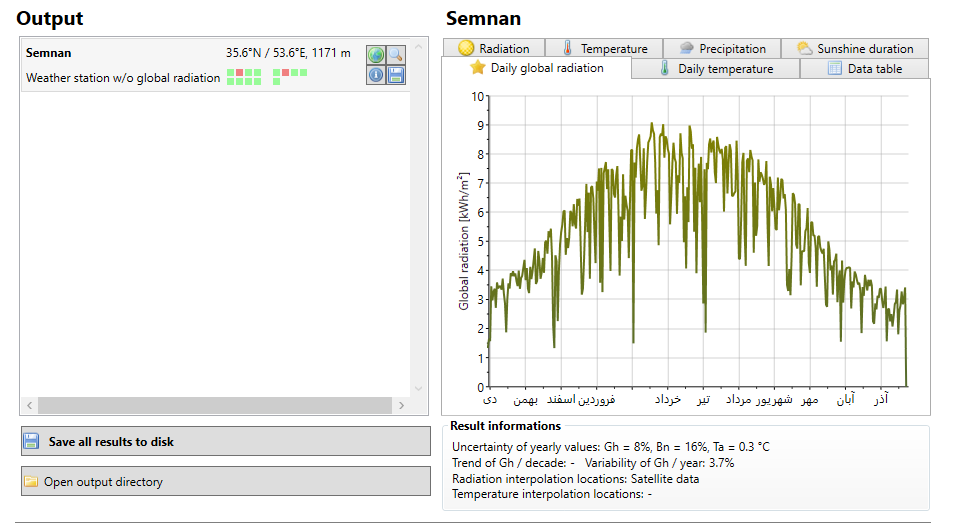 Output
Semnan
35.6°N / 53.6°E, 1171 m
Weather station w/o global radiation
Save all results to disk
Open output directory
Semnan
Radiation
Temperature
Precipitation
Sunshine duration
Daily global radiation
Daily temperature
Data table
Global radiation [kWh/m²]
10
9
8
7
6
5
4
3
2
1
0
دی بهمن اسفند فروردین خرداد تیر مرداد شهریور مهر آبان آذر
Result informations
Uncertainty of yearly values: Gh = 8%, Bn = 16%, Ta = 0.3 °C
Trend of Gh / decade: - Variability of Gh / year: 3.7%
Radiation interpolation locations: Satellite data
Temperature interpolation locations: -